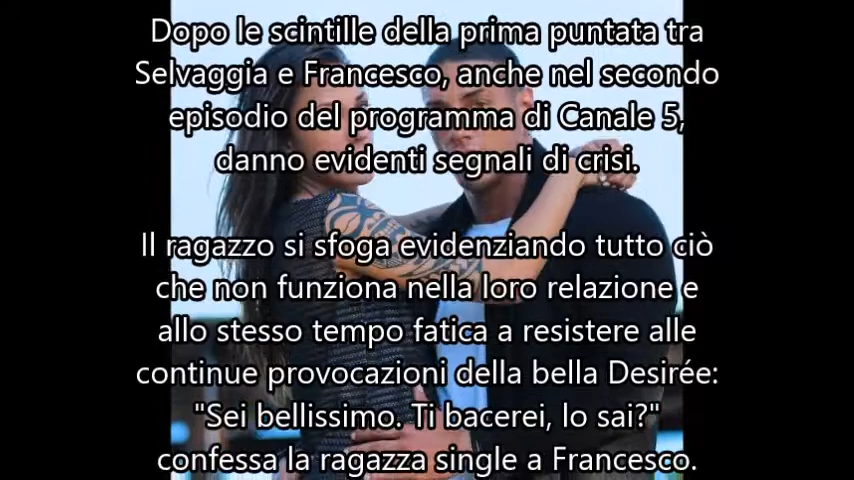 Dopo le scintille della prima puntata tra
Selvaggia e Francesco, anche nel secondo
episodio del programma di Canale 5,
danno evidenti segnali di crisi.
Il ragazzo si sfoga evidenziando tutto ciò
che non funziona nella loro relazione e
allo stesso tempo fatica a resistere alle
continue provocazioni della bella Desirée:
"Sei bellissimo. Ti bacerei, lo sai?"
confessa la ragazza single a Francesco.